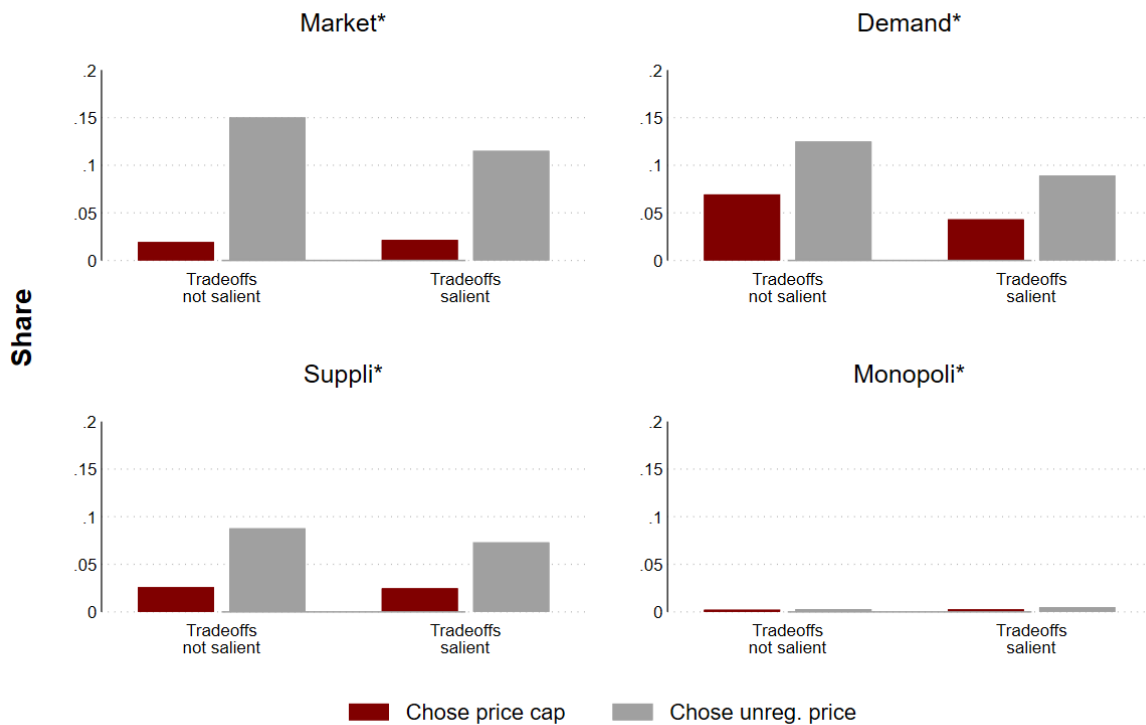 Market*
.2
.15
.1
.05
0
Tradeoffs
not salient
Tradeoffs
salient
Demand*
.2
.15
.1
.05
0
Tradeoffs
not salient
Tradeoffs
salient
Share
Suppli*
.2
.15
.1
.05
0
Tradeoffs
not salient
Tradeoffs
salient
Monopoli*
.2
.15
.1
.05
0
Tradeoffs
not salient
Tradeoffs
salient
Chose price cap
Chose unreg. price